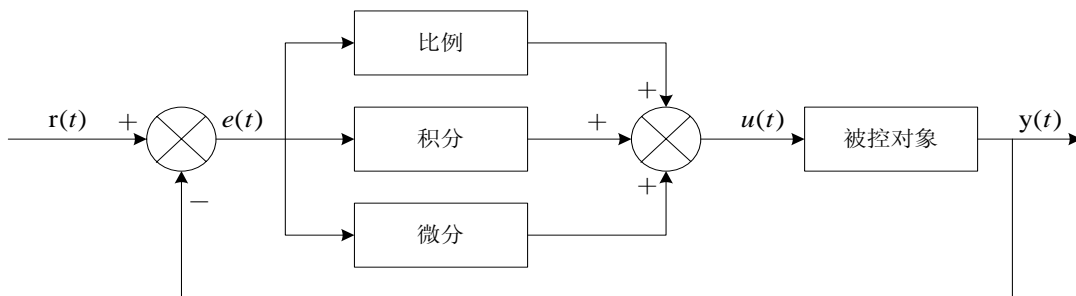 比例
+
r(t)
+
e(t)
积分
+
u(t)
被控对象
y(t)
+
−
微分